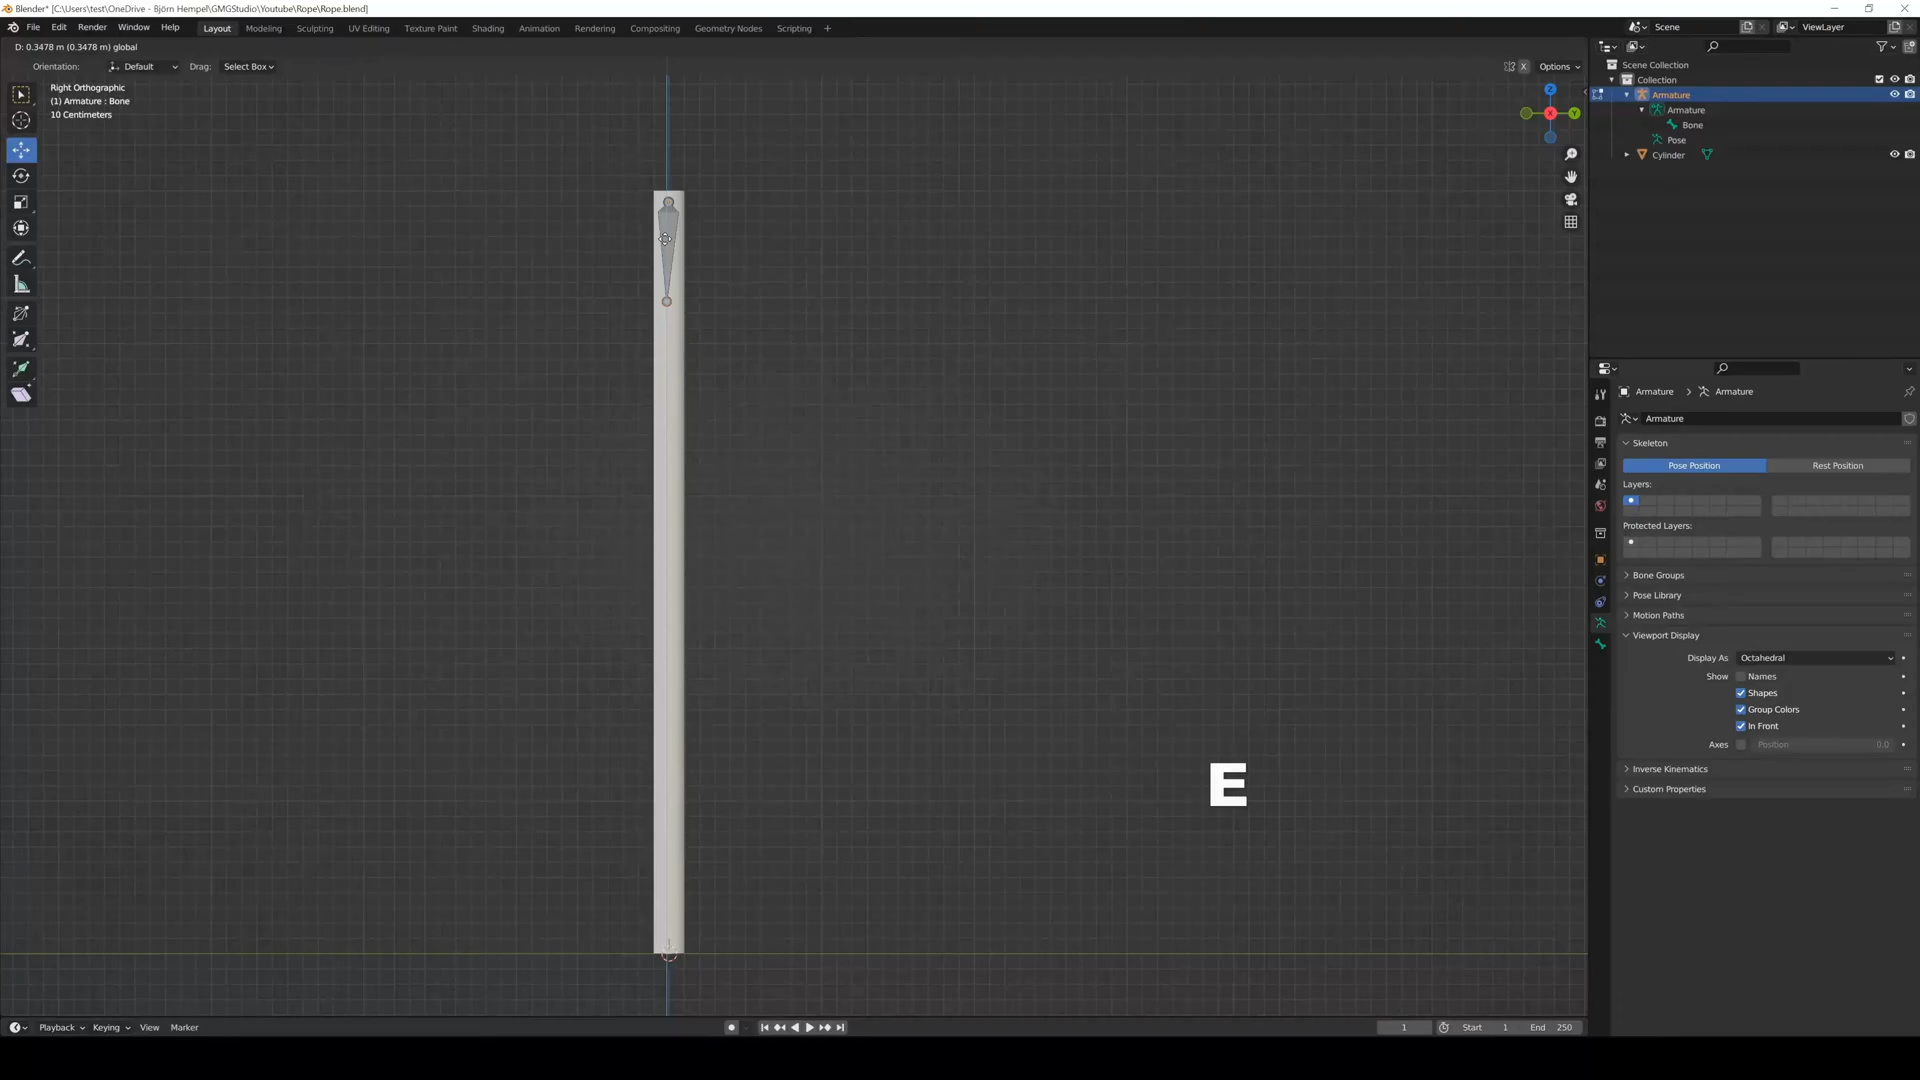 Blender* [C:\Users\test\OneDrive - Björn Hempel\GMGStudio\Youtube\Rope\Rope.blend]
File Edit Render Window Help Layout Modeling Sculpting UV Editing Texture Paint Shading Animation Rendering Compositing Geometry Nodes Scripting + Scene ViewLayer
D: 0.3478 m (0.3478 m) global
Orientation: Default Drag: Select Box X Options
Right Orthographic
(1) Armature : Bone
10 Centimeters
Z
X
Y
Scene Collection
Collection
Armature
Armature
Bone
Pose
Cylinder
Armature > Armature
Armature
Skeleton
Pose Position Rest Position
Layers:
Protected Layers:
Bone Groups
Pose Library
Motion Paths
Viewport Display
Display As Octahedral
Show Names
Shapes
Group Colors
In Front
Axes Position 0.0
Inverse Kinematics
Custom Properties
E
Playback Keying View Marker 1 Start 1 End 250